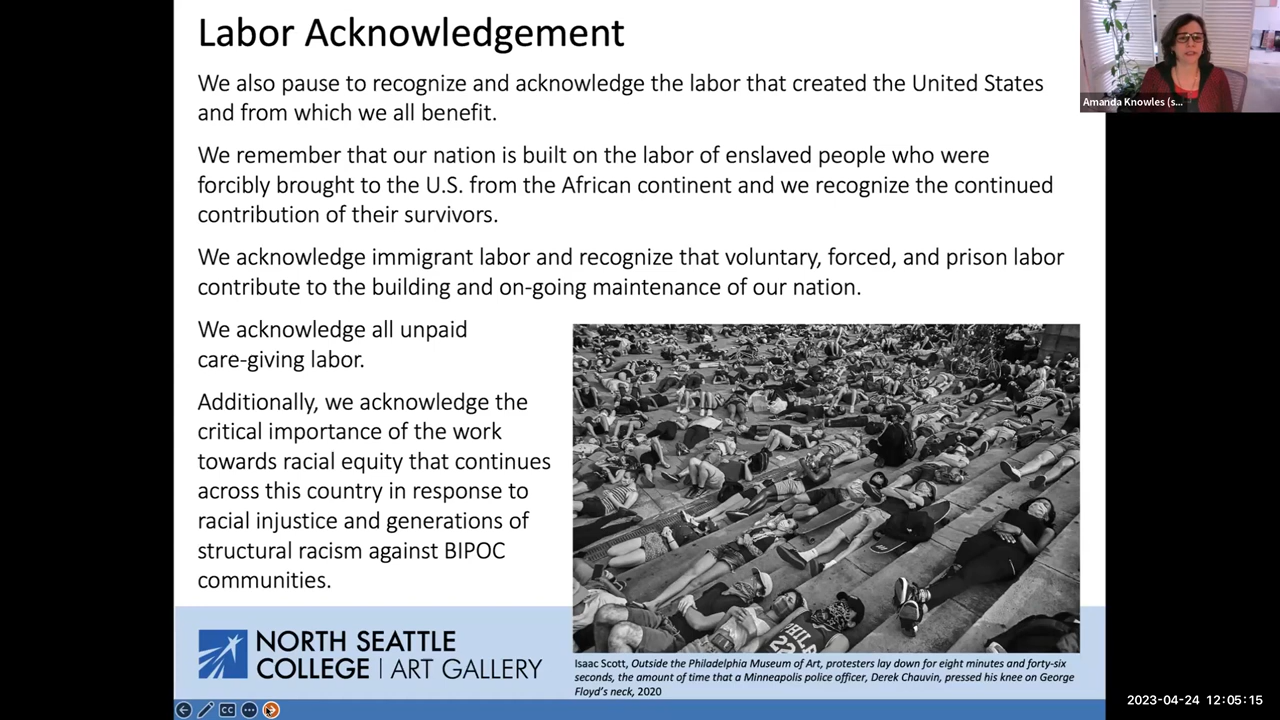 Labor Acknowledgement
We also pause to recognize and acknowledge the labor that created the United States
and from which we all benefit.
We remember that our nation is built on the labor of enslaved people who were
forcibly brought to the U.S. from the African continent and we recognize the continued
contribution of their survivors.
We acknowledge immigrant labor and recognize that voluntary, forced, and prison labor
contribute to the building and on-going maintenance of our nation.
We acknowledge all unpaid
care-giving labor.
Additionally, we acknowledge the
critical importance of the work
towards racial equity that continues
across this country in response to
racial injustice and generations of
structural racism against BIPOC
communities.
PHILA
22
Isaac Scott, Outside the Philadelphia Museum of Art, protesters lay down for eight minutes and forty-six
seconds, the amount of time that a Minneapolis police officer, Derek Chauvin, pressed his knee on George
Floyd's neck, 2020
NORTH SEATTLE
COLLEGE | ART GALLERY
CC
Amanda Knowles (s...
2023-04-24 12:05:15